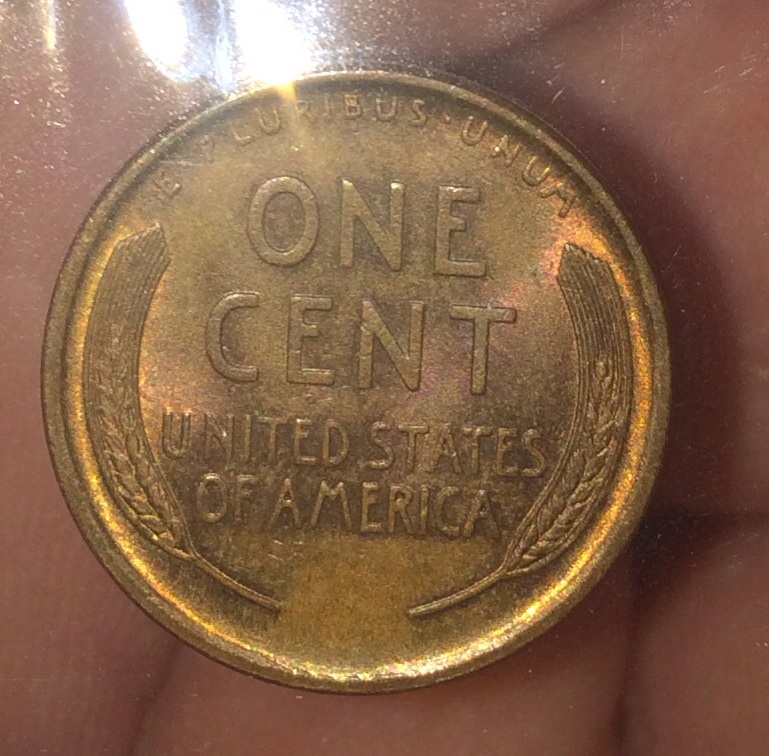 E PLURIBUS·UNUM
ONE
CENT
UNITED STATES
OF AMERICA